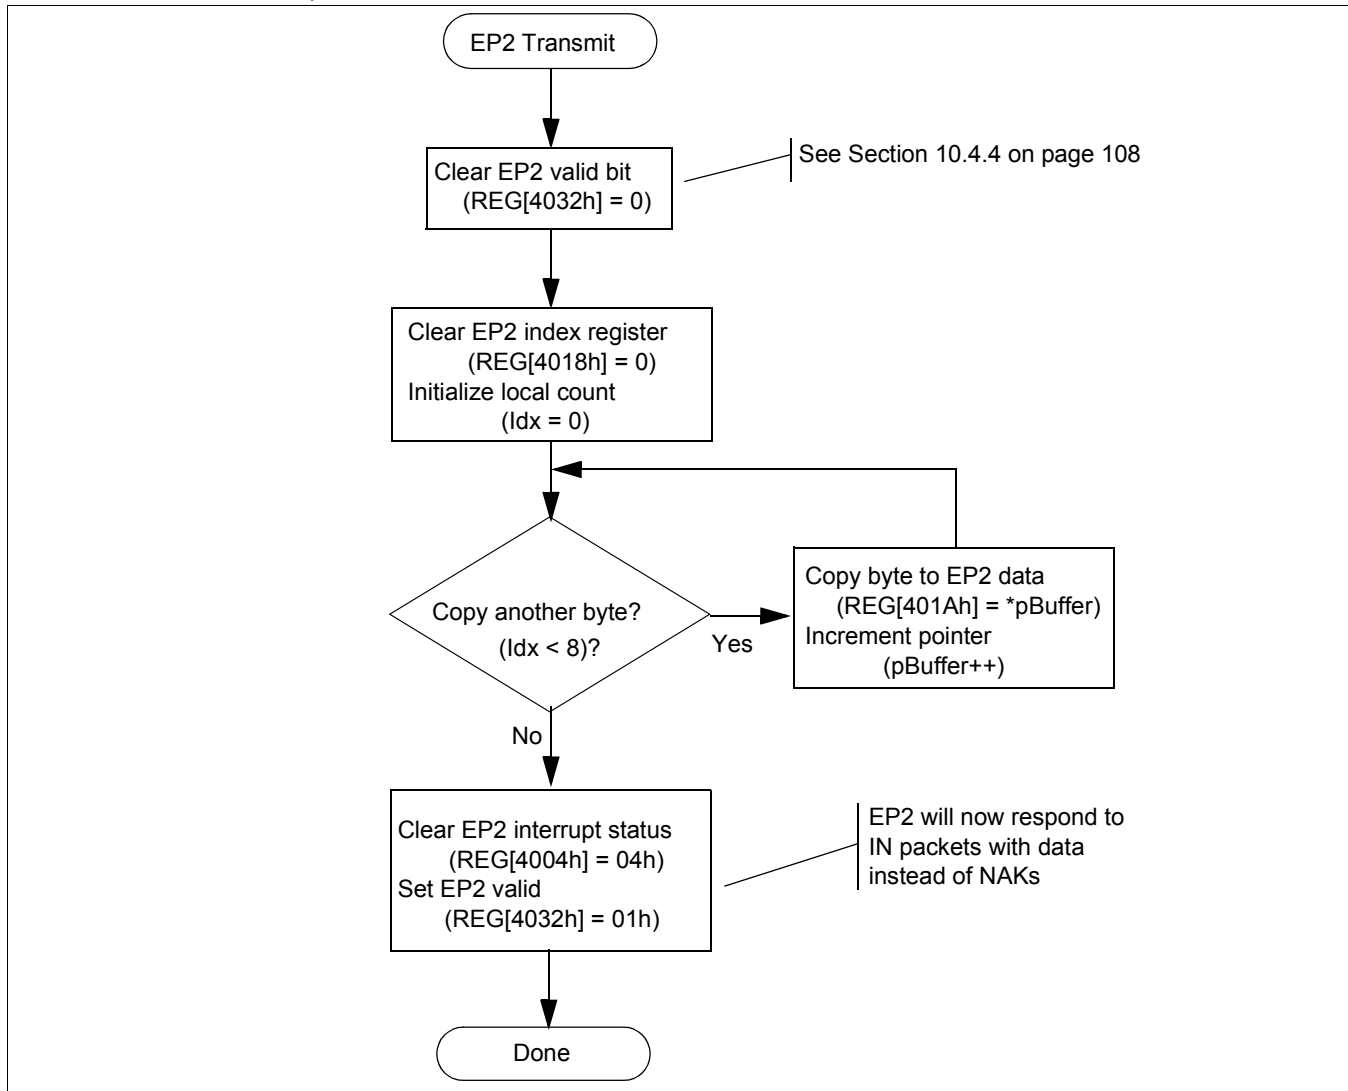 EP2 Transmit
Clear EP2 valid bit
(REG[4032h] = 0)
See Section 10.4.4 on page 108
Clear EP2 index register
(REG[4018h] = 0)
Initialize local count
(Idx = 0)
Copy another byte?
(Idx < 8)?
Yes
Copy byte to EP2 data
(REG[401Ah] = *pBuffer)
Increment pointer
(pBuffer++)
No
Clear EP2 interrupt status
(REG[4004h] = 04h)
Set EP2 valid
(REG[4032h] = 01h)
EP2 will now respond to
IN packets with data
instead of NAKs
Done